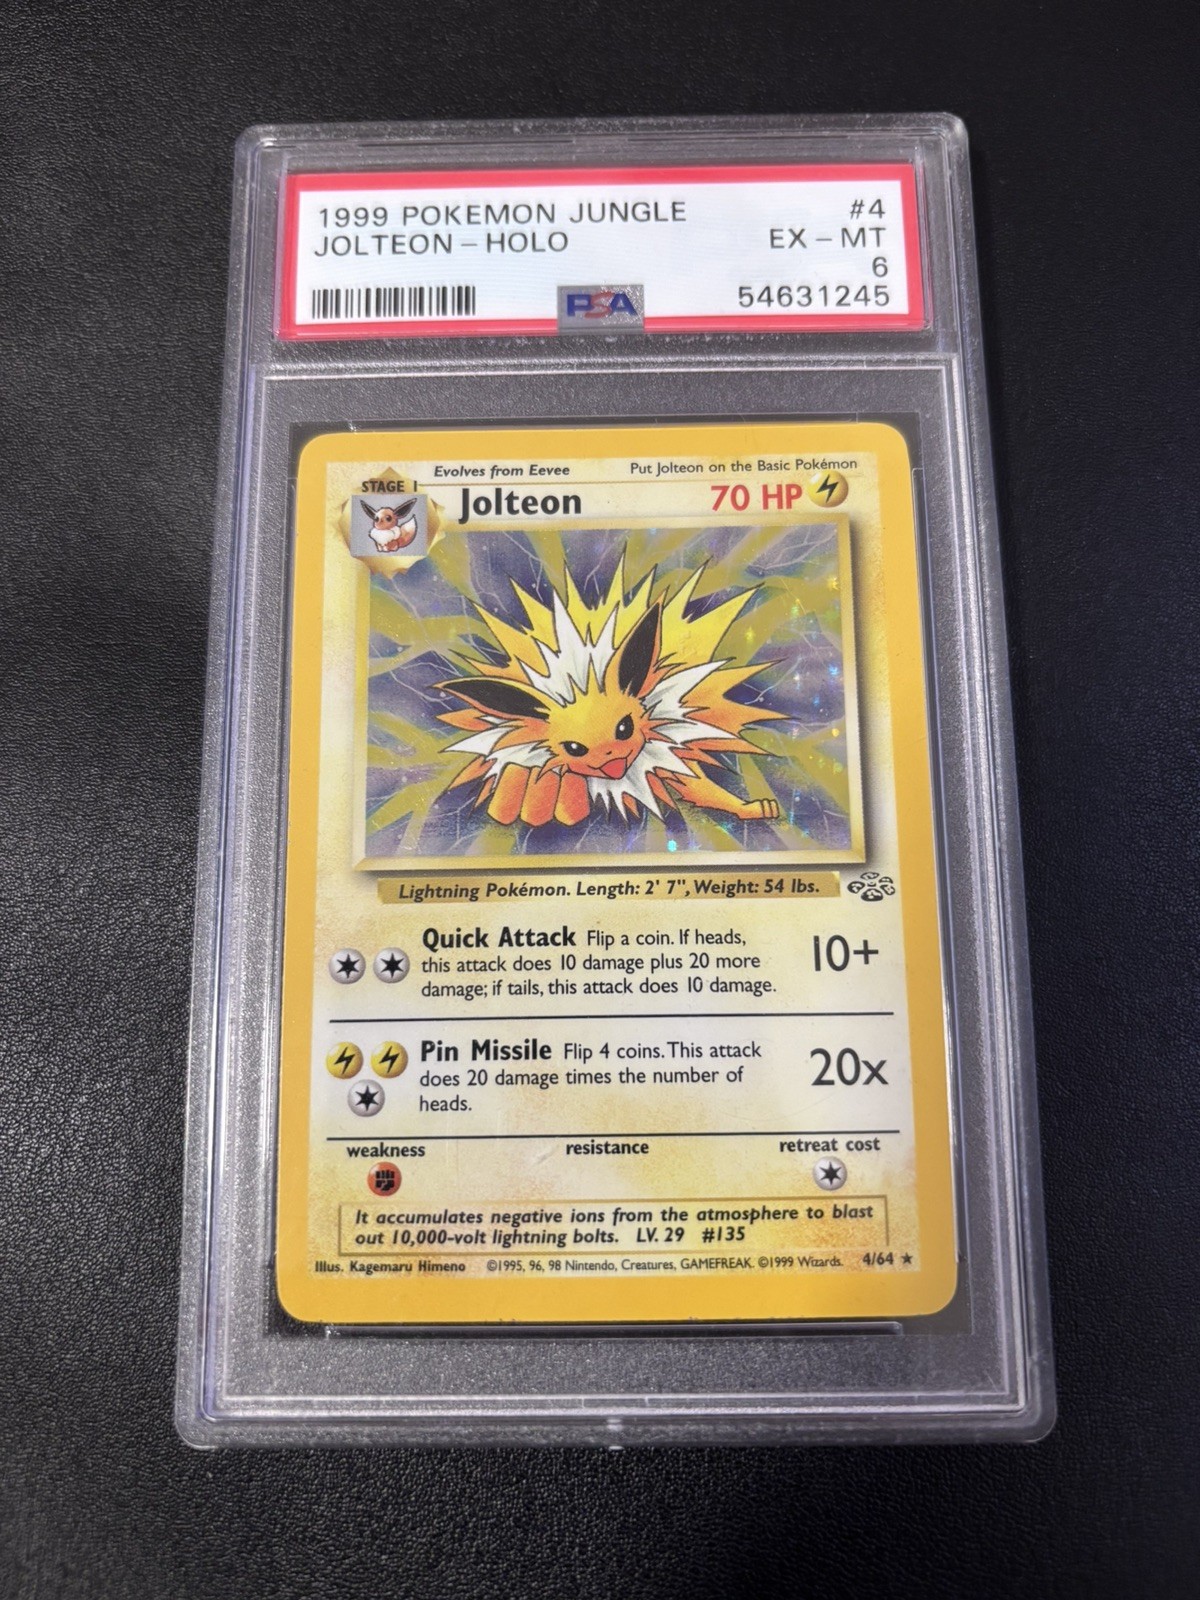 1999 POKEMON JUNGLE #4
JOLTEON - HOLO EX - MT
6
PSA 54631245
Evolves from Eevee Put Jolteon on the Basic Pokémon
STAGE 1 Jolteon 70 HP
Lightning Pokémon. Length: 2' 7", Weight: 54 lbs.
Quick Attack Flip a coin. If heads,
this attack does 10 damage plus 20 more
damage; if tails, this attack does 10 damage.
10+
Pin Missile Flip 4 coins. This attack
does 20 damage times the number of
heads.
20x
weakness resistance retreat cost
It accumulates negative ions from the atmosphere to blast
out 10,000-volt lightning bolts. LV. 29 #135
Illus. Kagemaru Himeno ©1995, 96, 98 Nintendo, Creatures, GAMEFREAK. ©1999 Wizards. 4/64 ★